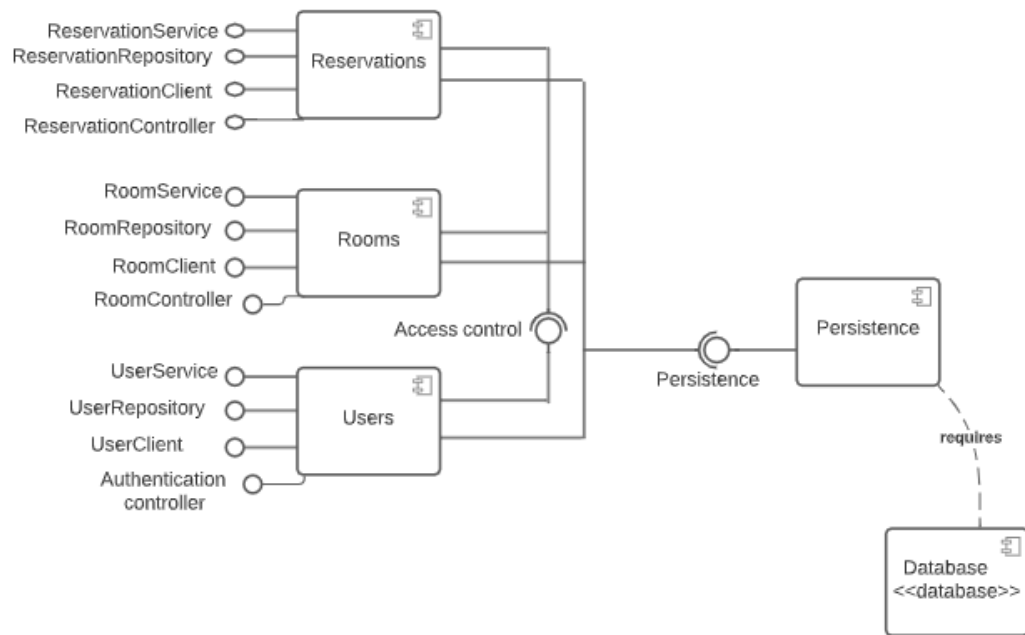 ReservationService
ReservationRepository
ReservationClient
ReservationController
Reservations
RoomService
RoomRepository
RoomClient
RoomController
Rooms
Access control
UserService
UserRepository
UserClient
Authentication
controller
Users
Persistence
Persistence
requires
Database
<<database>>